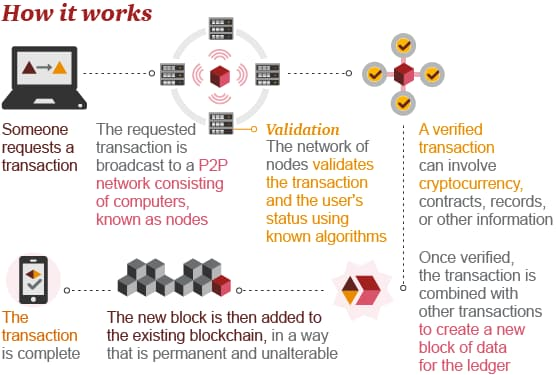 How it works
Someone
requests a
transaction
The requested
transaction is
broadcast to a P2P
network consisting
of computers,
known as nodes
Validation
The network of
nodes validates
the transaction
and the user's
status using
known algorithms
A verified
transaction
can involve
cryptocurrency,
contracts, records,
or other information
Once verified,
the transaction is
combined with
other transactions
to create a new
block of data
for the ledger
The new block is then added to
the existing blockchain, in a way
that is permanent and unalterable
The
transaction
is complete